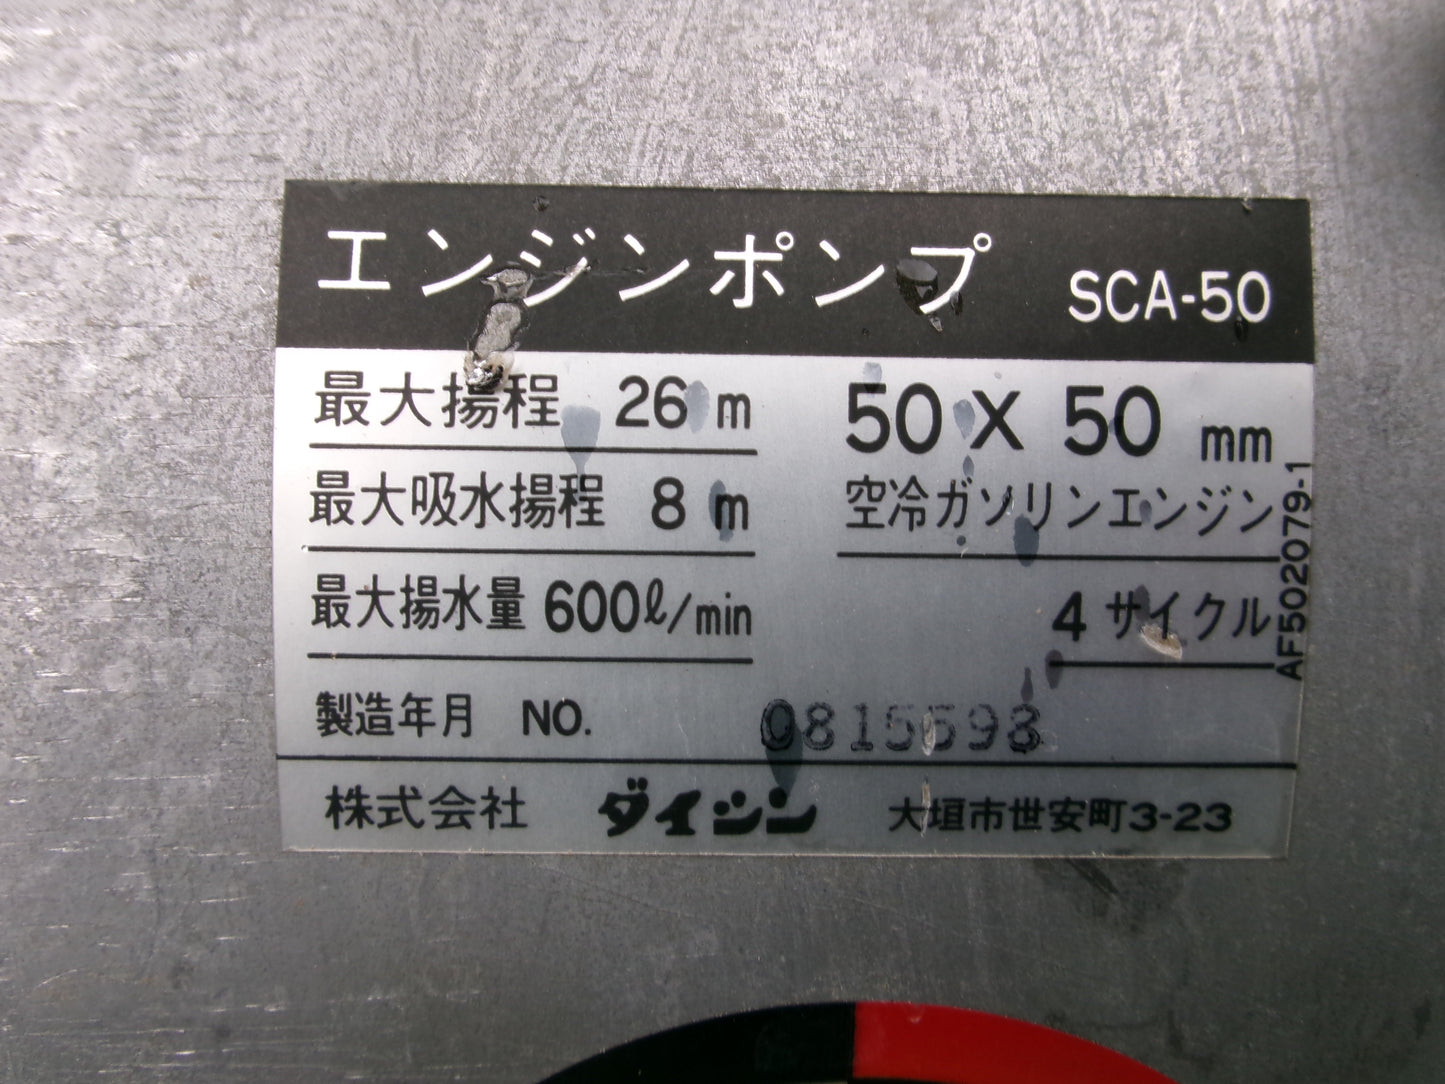 エンジンポンプ SCA-50
最大揚程 26 m
最大吸水揚程 8 m
最大揚水量 600ℓ/min
50 X 50 mm
空冷ガソリンエンジン
4 サイクル
製造年月 NO.
株式会社 ダイシン 大垣市世安町3-23
AF502079-1